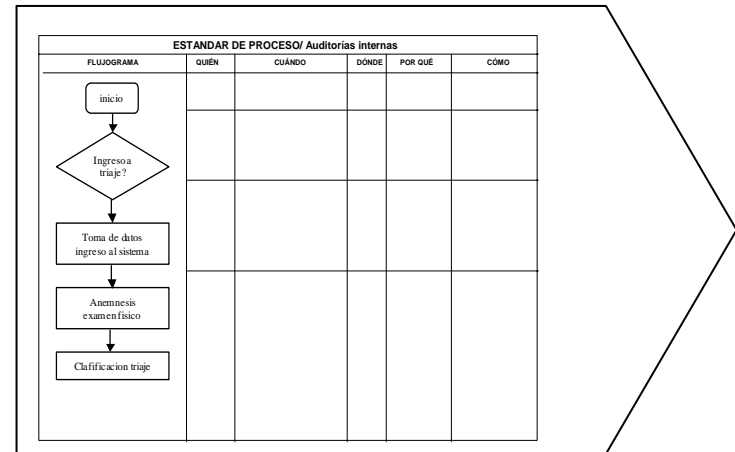 ESTANDAR DE PROCESO/ Auditorías internas
FLUJOGRAMA QUIÉN CUÁNDO DÓNDE POR QUÉ CÓMO
inicio
Ingreso a
triaje?
Toma de datos
ingreso al sistema
Anemnesis
examen fisico
Clafificacion triaje